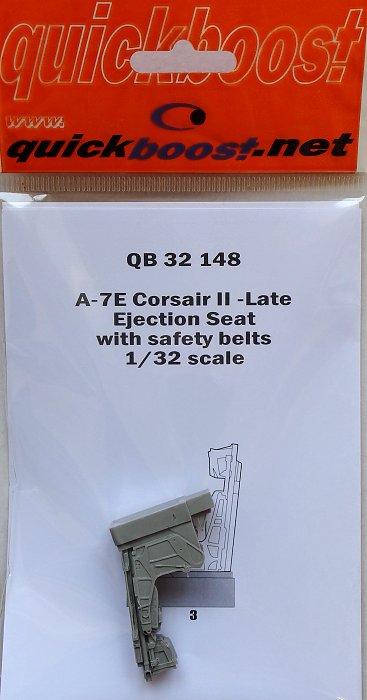 quickboost
www.
quickboost.net
QB 32 148
A-7E Corsair II -Late
Ejection Seat
with safety belts
1/32 scale
3